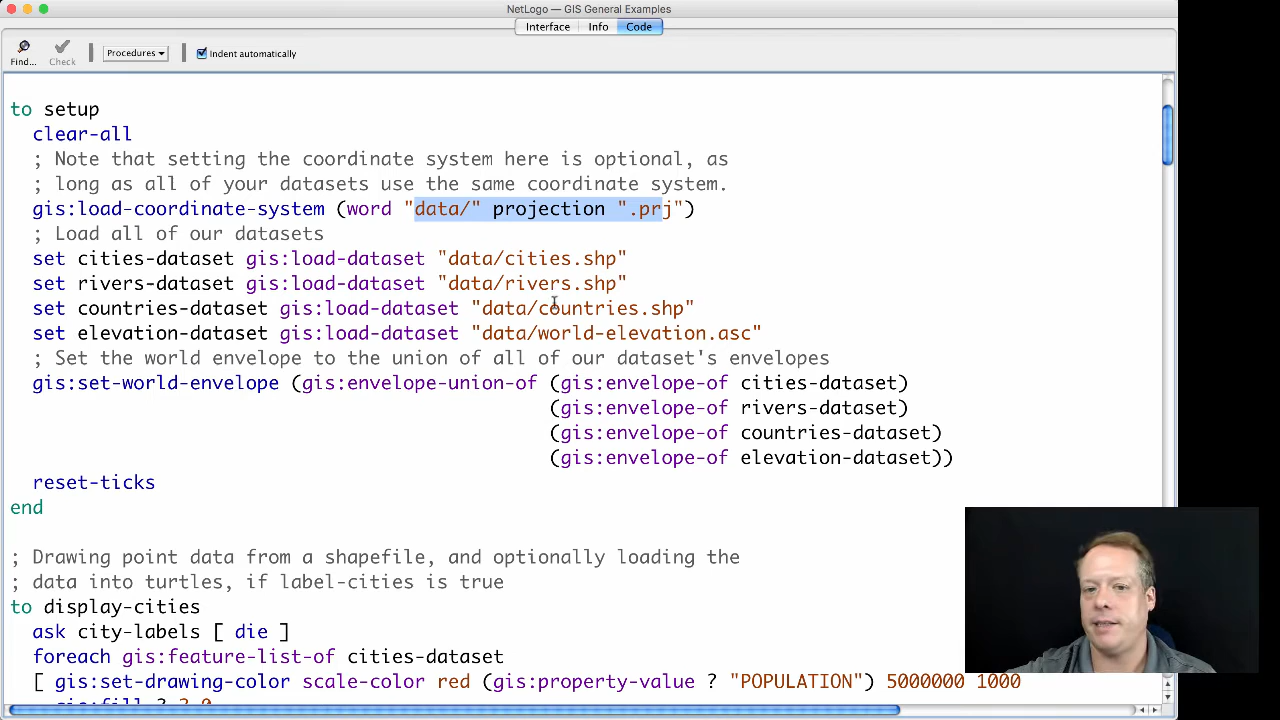 NetLogo — GIS General Examples
Interface Info Code
Find... Check Procedures Indent automatically
to setup
clear-all
; Note that setting the coordinate system here is optional, as
; long as all of your datasets use the same coordinate system.
gis:load-coordinate-system (word "data/" projection ".prj")
; Load all of our datasets
set cities-dataset gis:load-dataset "data/cities.shp"
set rivers-dataset gis:load-dataset "data/rivers.shp"
set countries-dataset gis:load-dataset "data/countries.shp"
set elevation-dataset gis:load-dataset "data/world-elevation.asc"
; Set the world envelope to the union of all of our dataset's envelopes
gis:set-world-envelope (gis:envelope-union-of (gis:envelope-of cities-dataset)
(gis:envelope-of rivers-dataset)
(gis:envelope-of countries-dataset)
(gis:envelope-of elevation-dataset))
reset-ticks
end
; Drawing point data from a shapefile, and optionally loading the
; data into turtles, if label-cities is true
to display-cities
ask city-labels [ die ]
foreach gis:feature-list-of cities-dataset
[ gis:set-drawing-color scale-color red (gis:property-value ? "POPULATION") 5000000 1000
gis:fill ? 2.0